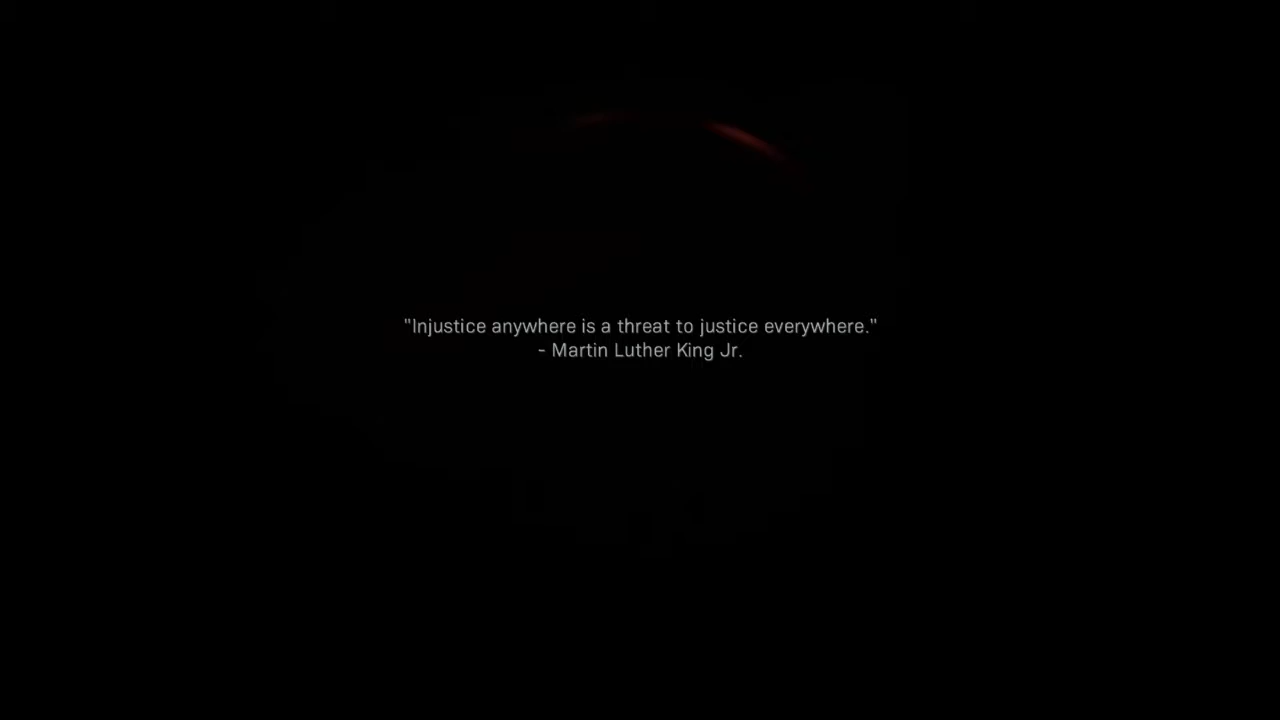 "Injustice anywhere is a threat to justice everywhere."
- Martin Luther King Jr.